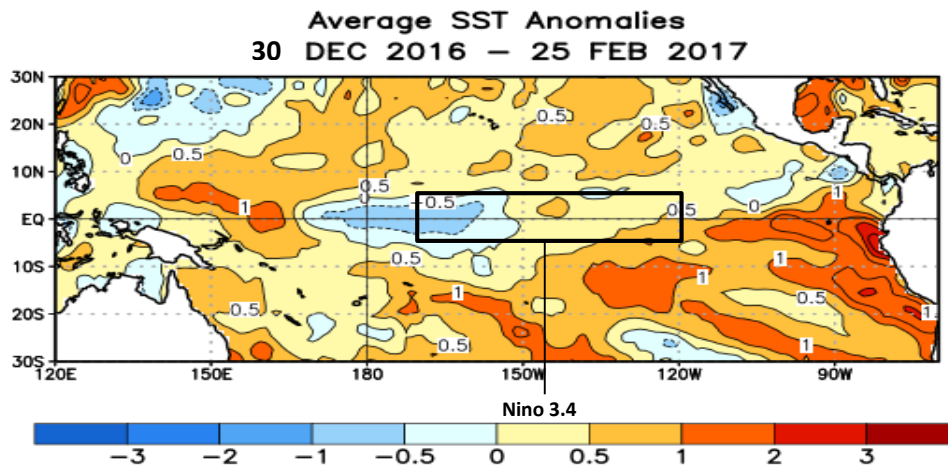 Average SST Anomalies
30 DEC 2016 – 25 FEB 2017
30N
20N
10N
EQ
10S
20S
30S
0.5
0.5
0
0.5
0.5
0
-0.5
1
0
1
0.5
0.5
1
1
1
0.5
0.5
0.5
1
1
120E 150E 180 150W 120W 90W
Nino 3.4
−3 −2 −1 −0.5 0 0.5 1 2 3